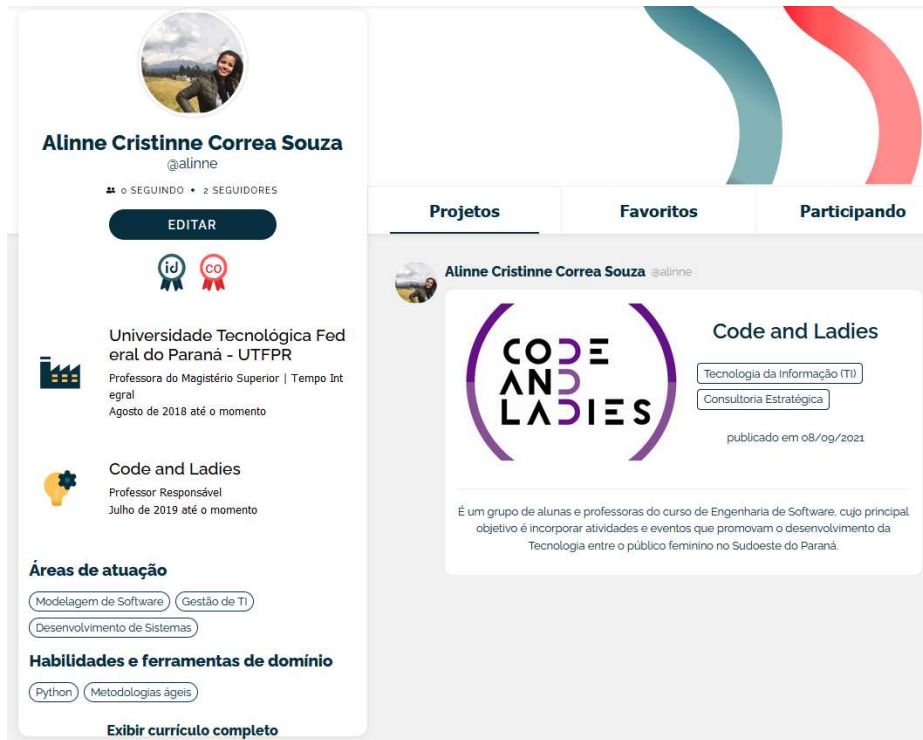 Alinne Cristinne Correa Souza
@alinne
0 SEGUINDO • 2 SEGUIDORES
EDITAR
id
co
Universidade Tecnológica Fed
eral do Paraná - UTFPR
Professora do Magistério Superior | Tempo Int
egral
Agosto de 2018 até o momento
Code and Ladies
Professor Responsável
Julho de 2019 até o momento
Áreas de atuação
Modelagem de Software
Gestão de TI
Desenvolvimento de Sistemas
Habilidades e ferramentas de domínio
Python
Metodologias ágeis
Exibir currículo completo
Projetos
Favoritos
Participando
Alinne Cristinne Correa Souza @alinne
CODE
AND
LADIES
Code and Ladies
Tecnologia da Informação (TI)
Consultoria Estratégica
publicado em 08/09/2021
É um grupo de alunas e professoras do curso de Engenharia de Software, cujo principal
objetivo é incorporar atividades e eventos que promovam o desenvolvimento da
Tecnologia entre o público feminino no Sudoeste do Paraná.